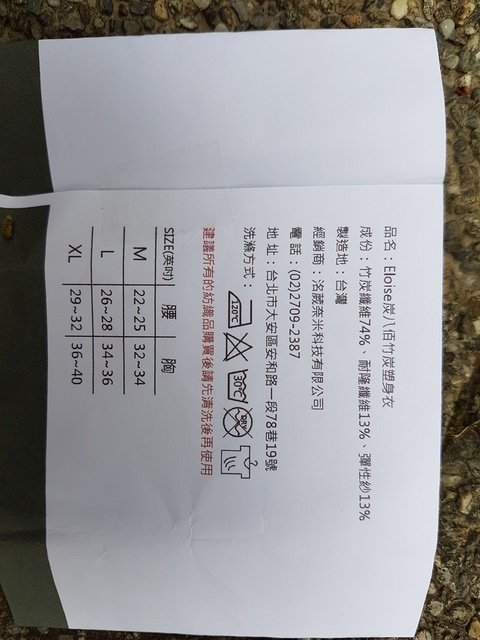 品名：Eloise炭八佰竹炭塑身衣
成份：竹炭纖維74%、耐隆纖維13%、彈性紗13%
製造地：台灣
經銷商：洺葳奈米科技有限公司
電話：(02)2709-2387
地址：台北市大安區安和路一段78巷19號
洗滌方式：
120℃ 30℃ DRY
建議所有的紡織品購買後請先清洗後再使用
SIZE(英吋) 腰 胸
M 22~25 32~34
L 26~28 34~36
XL 29~32 36~40